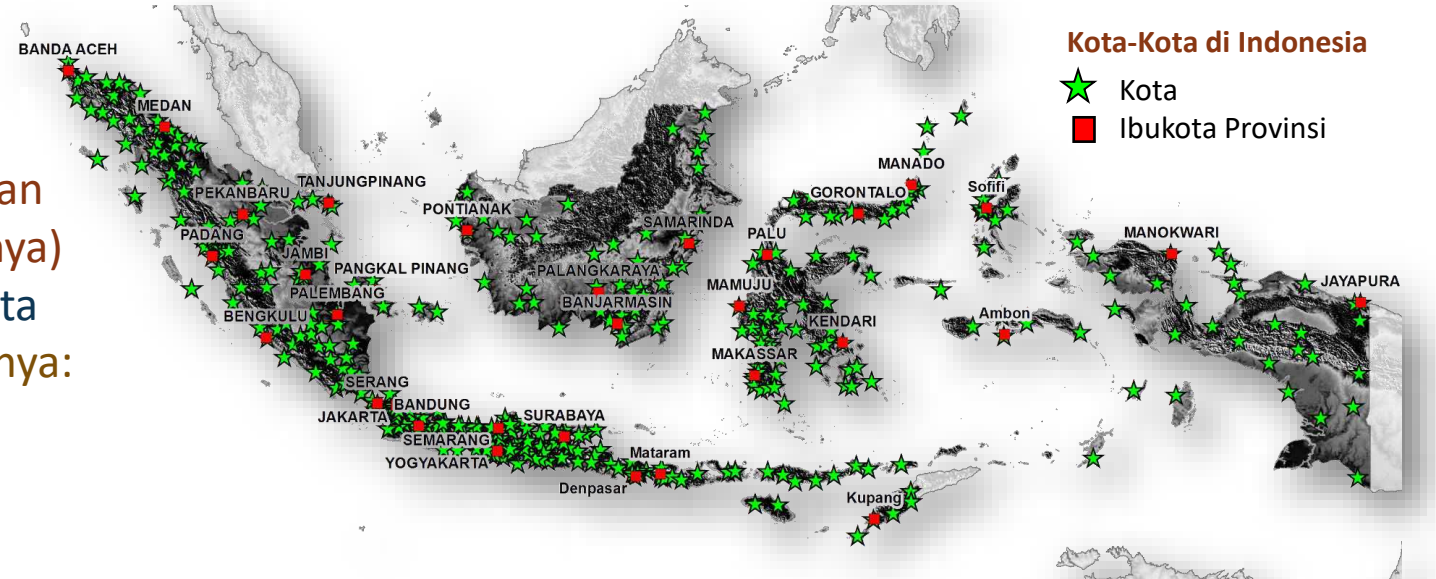 Kota-Kota di Indonesia
Kota
Ibukota Provinsi
an
ya)
ta
nya:
BANDA ACEH
MEDAN
PEKANBARU
TANJUNGPINANG
PADANG
JAMBI
PANGKAL PINANG
PALEMBANG
BENGKULU
SERANG
JAKARTA
BANDUNG
SEMARANG
SURABAYA
YOGYAKARTA
Denpasar
Mataram
Kupang
PONTIANAK
SAMARINDA
PALANGKARAYA
BANJARMASIN
MANADO
GORONTALO
PALU
MAMUJU
KENDARI
MAKASSAR
Sofifi
Ambon
MANOKWARI
JAYAPURA